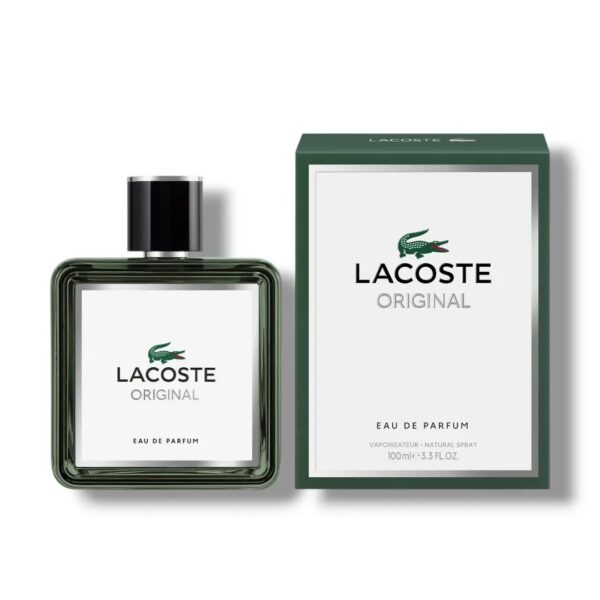 LACOSTE
ORIGINAL
EAU DE PARFUM
LACOSTE
LACOSTE
ORIGINAL
EAU DE PARFUM
VAPORISATEUR - NATURAL SPRAY
100ml e 3.3 FL.OZ.